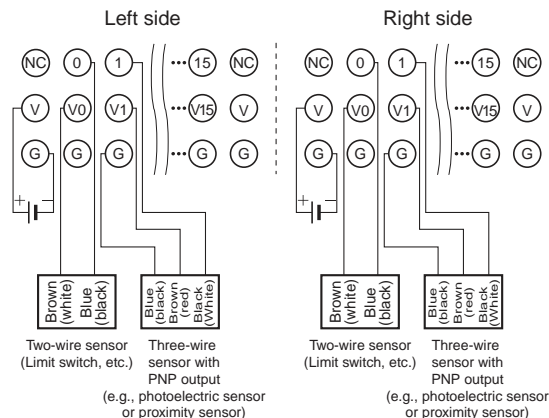 Left side
Right side
NC 0 1 ••• 15 NC
V V0 V1 ••• V15 V
G G G ••• G G
+ −
Brown
(white)
Blue
(black)
Blue
(black)
Brown
(red)
Black
(White)
Two-wire sensor
(Limit switch, etc.)
Three-wire
sensor with
PNP output
(e.g., photoelectric sensor
or proximity sensor)
NC 0 1 ••• 15 NC
V V0 V1 ••• V15 V
G G G ••• G G
+ −
Brown
(white)
Blue
(black)
Blue
(black)
Brown
(red)
Black
(White)
Two-wire sensor
(Limit switch, etc.)
Three-wire
sensor with
PNP output
(e.g., photoelectric sensor
or proximity sensor)